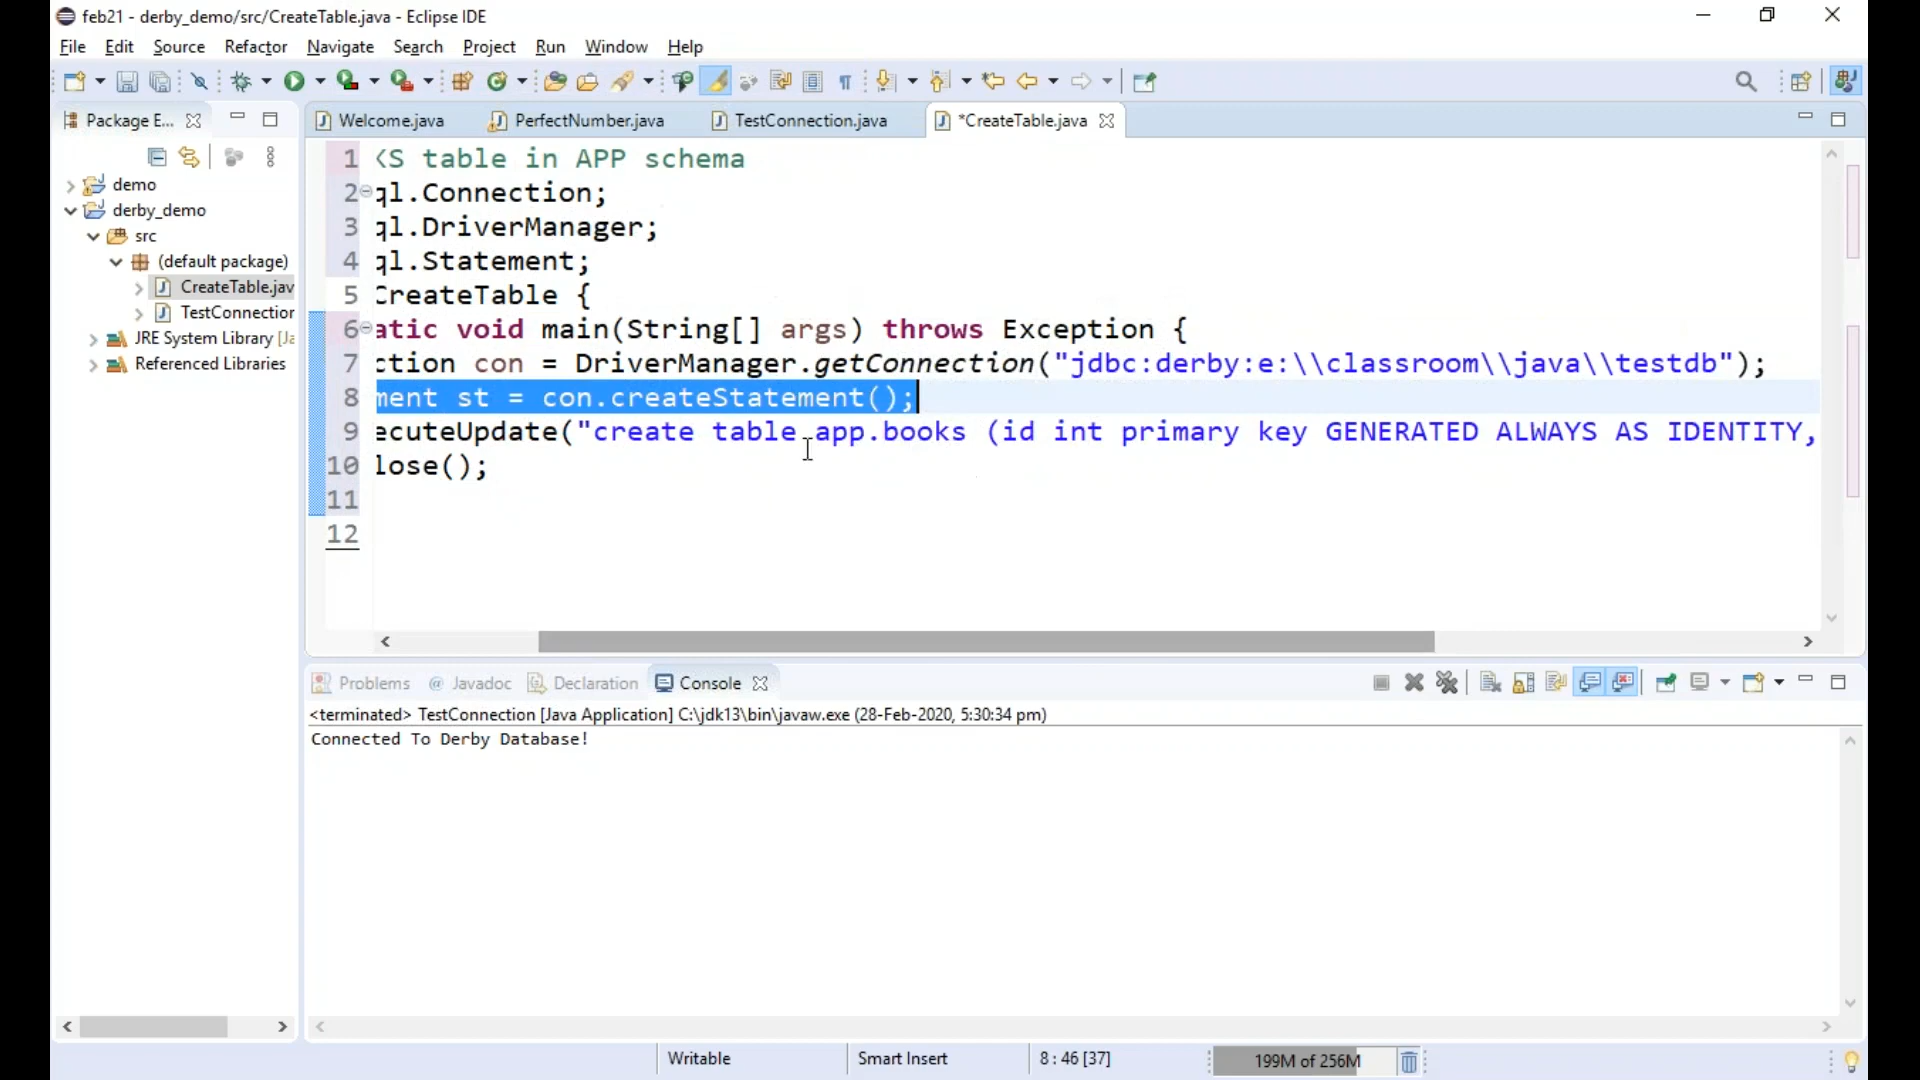 feb21 - derby_demo/src/CreateTable.java - Eclipse IDE
File Edit Source Refactor Navigate Search Project Run Window Help
Package E...
Welcome.java PerfectNumber.java TestConnection.java *CreateTable.java
demo
derby_demo
src
(default package)
CreateTable.jav
TestConnection
JRE System Library [Ja
Referenced Libraries
1 KS table in APP schema
2 ql.Connection;
3 ql.DriverManager;
4 ql.Statement;
5 CreateTable {
6 atic void main(String[] args) throws Exception {
7 ction con = DriverManager.getConnection("jdbc:derby:e:\\classroom\\java\\testdb");
8 ment st = con.createStatement();
9 ecuteUpdate("create table app.books (id int primary key GENERATED ALWAYS AS IDENTITY,
10 lose();
11
12
Problems @ Javadoc Declaration Console
<terminated> TestConnection [Java Application] C:\jdk13\bin\javaw.exe (28-Feb-2020, 5:30:34 pm)
Connected To Derby Database!
Writable Smart Insert 8 : 46 [37] 199M of 256M